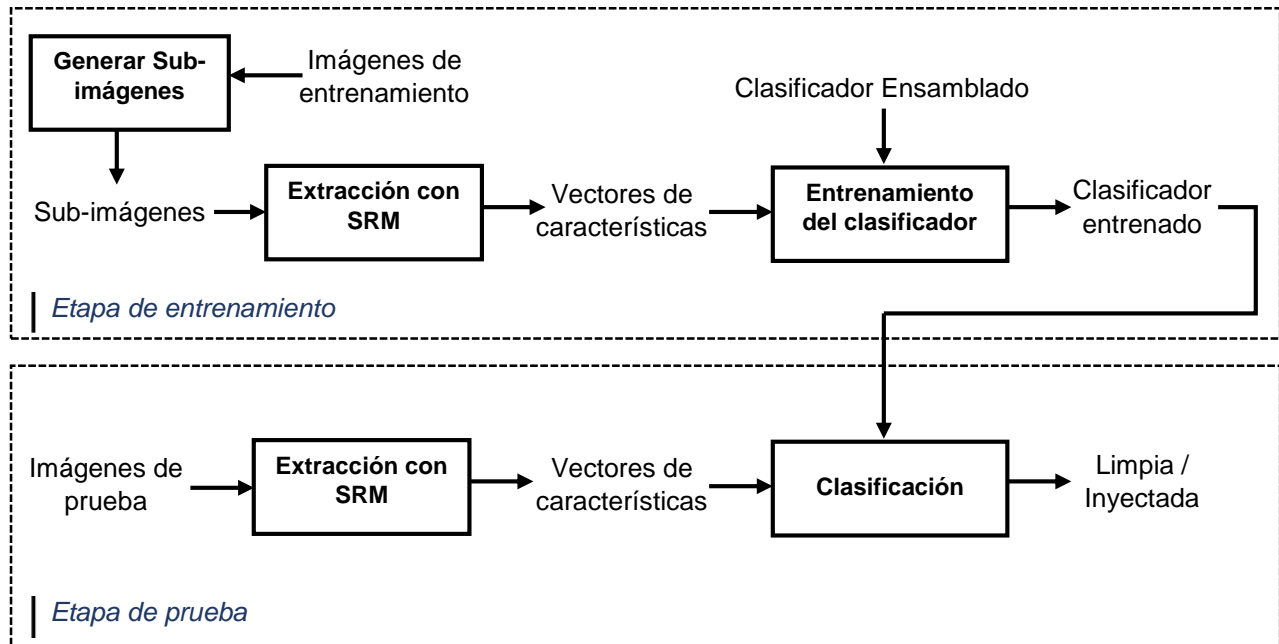 Generar Sub-
imágenes
Imágenes de
entrenamiento
Clasificador Ensamblado
Sub-imágenes
Extracción con
SRM
Vectores de
características
Entrenamiento
del clasificador
Clasificador
entrenado
Etapa de entrenamiento
Imágenes de
prueba
Extracción con
SRM
Vectores de
características
Clasificación
Limpia /
Inyectada
Etapa de prueba